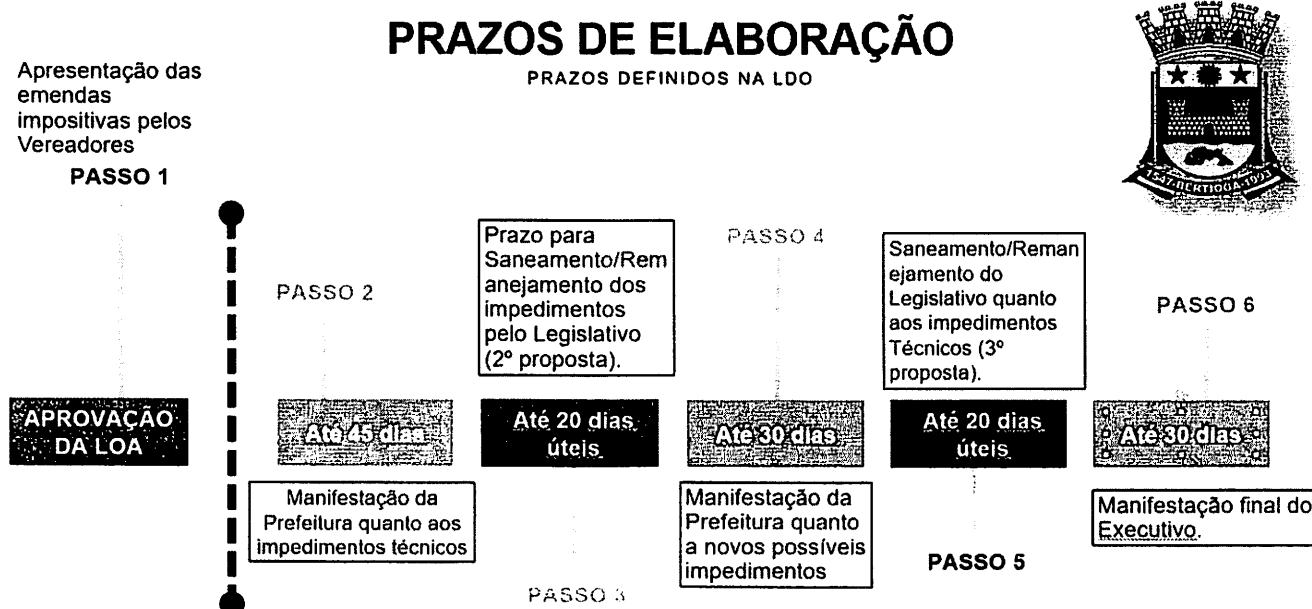 PRAZOS DE ELABORAÇÃO
PRAZOS DEFINIDOS NA LDO
Apresentação das
emendas
impositivas pelos
Vereadores
PASSO 1
APROVAÇÃO
DA LOA
PASSO 2
Até 45 dias
Manifestação da
Prefeitura quanto aos
impedimentos técnicos
Prazo para
Saneamento/Rem
anejamento dos
impedimentos
pelo Legislativo
(2º proposta).
Até 20 dias
úteis
PASSO 3
PASSO 4
Até 30 dias
Manifestação da
Prefeitura quanto
a novos possíveis
impedimentos
Saneamento/Reman
ejamento do
Legislativo quanto
aos impedimentos
Técnicos (3º
proposta).
Até 20 dias
úteis
PASSO 5
PASSO 6
Até 30 dias
Manifestação final do
Executivo.
1547-BERTIOGA-1993